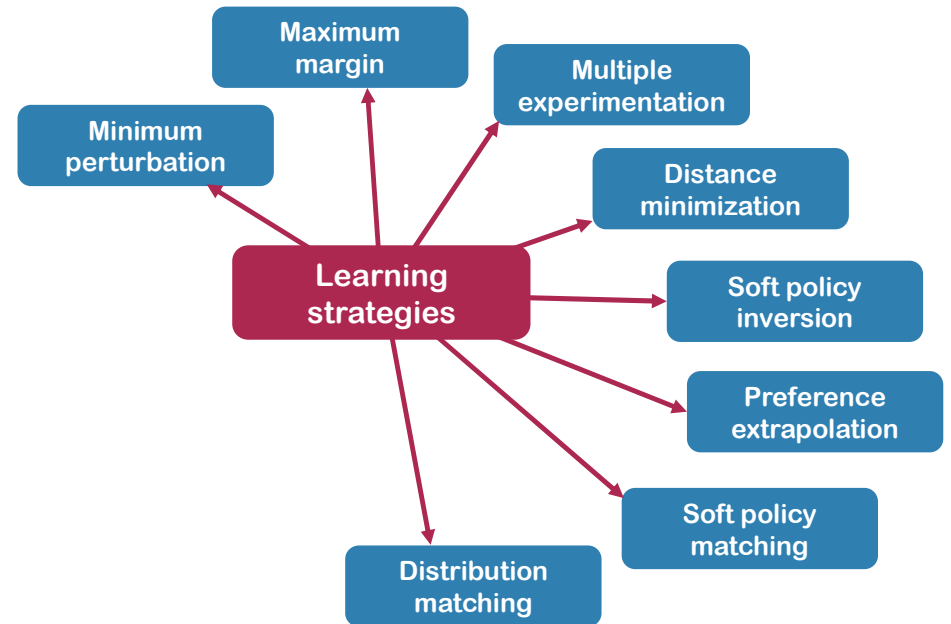 Maximum
margin
Multiple
experimentation
Minimum
perturbation
Distance
minimization
Learning
strategies
Soft policy
inversion
Preference
extrapolation
Soft policy
matching
Distribution
matching